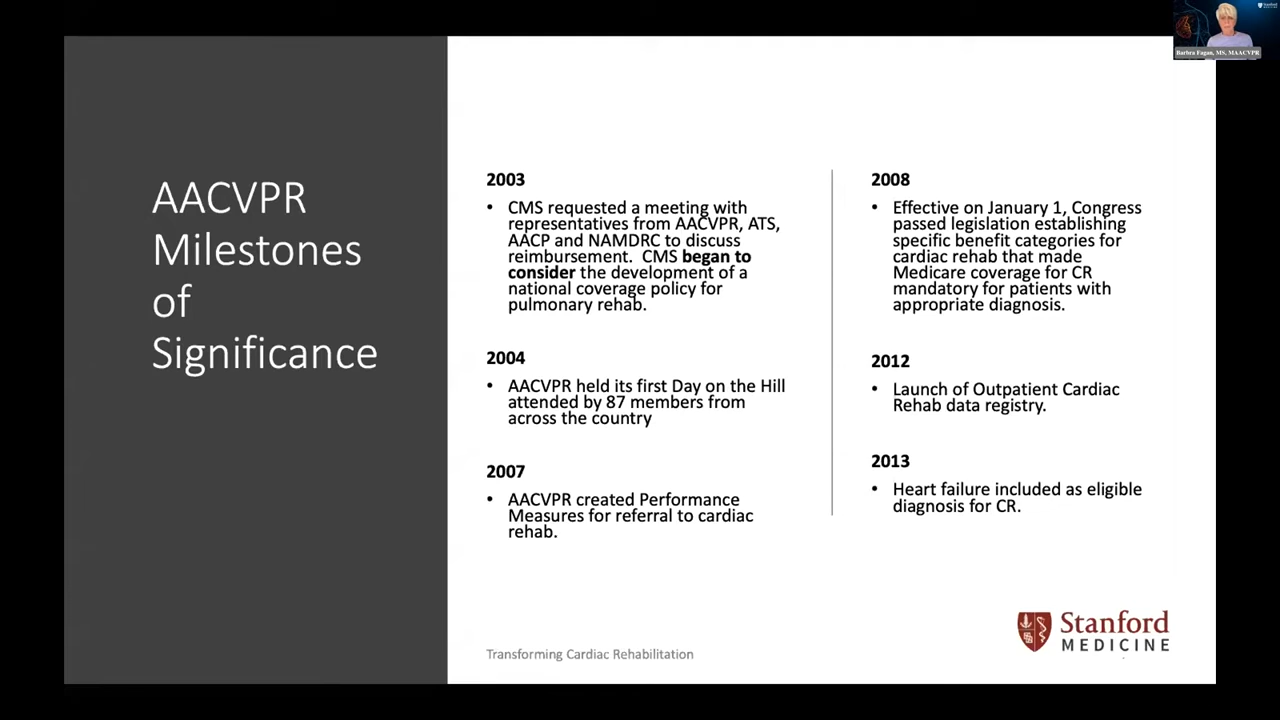 AACVPR
Milestones
of
Significance
2003
• CMS requested a meeting with
representatives from AACVPR, ATS,
AACP and NAMDRC to discuss
reimbursement. CMS began to
consider the development of a
national coverage policy for
pulmonary rehab.
2004
• AACVPR held its first Day on the Hill
attended by 87 members from
across the country
2007
• AACVPR created Performance
Measures for referral to cardiac
rehab.
2008
• Effective on January 1, Congress
passed legislation establishing
specific benefit categories for
cardiac rehab that made
Medicare coverage for CR
mandatory for patients with
appropriate diagnosis.
2012
• Launch of Outpatient Cardiac
Rehab data registry.
2013
• Heart failure included as eligible
diagnosis for CR.
Transforming Cardiac Rehabilitation
Stanford
MEDICINE
Barbra Fagan, MS, MAACVPR